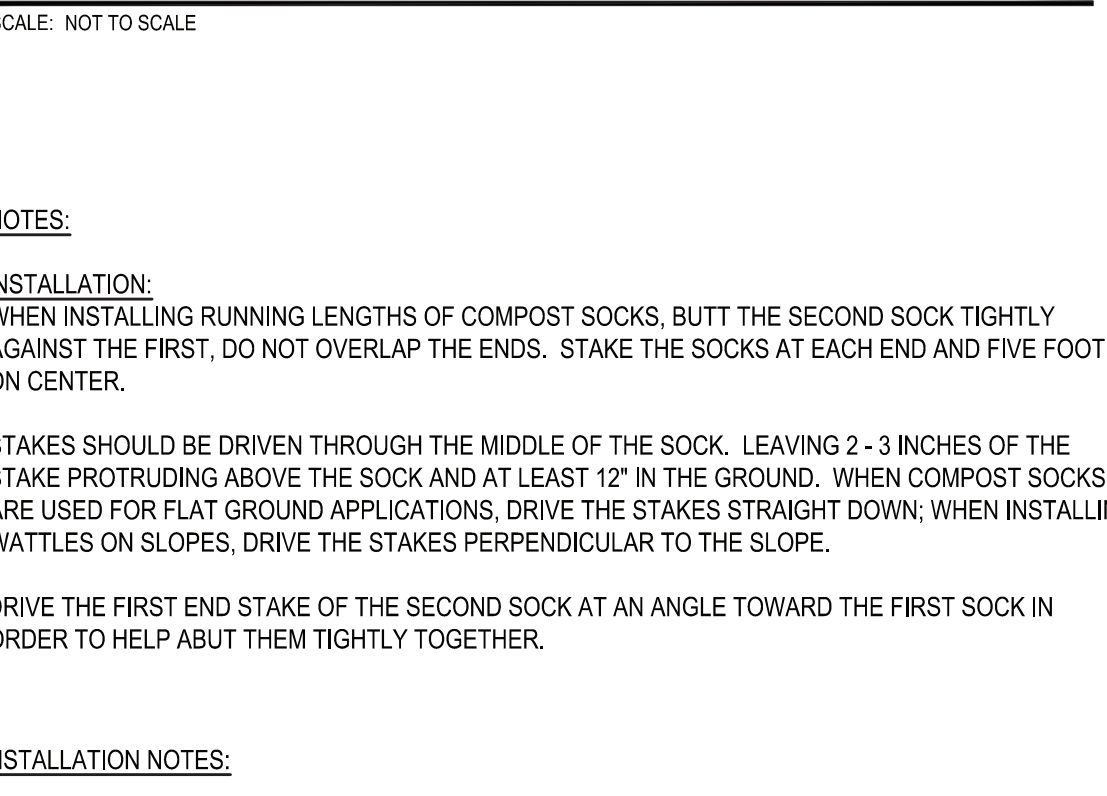 SCALE: NOT TO SCALE
NOTES:
INSTALLATION:
WHEN INSTALLING RUNNING LENGTHS OF COMPOST SOCKS, BUTT THE SECOND SOCK TIGHTLY
AGAINST THE FIRST, DO NOT OVERLAP THE ENDS. STAKE THE SOCKS AT EACH END AND FIVE FOOT
ON CENTER.
STAKES SHOULD BE DRIVEN THROUGH THE MIDDLE OF THE SOCK. LEAVING 2 - 3 INCHES OF THE
STAKE PROTRUDING ABOVE THE SOCK AND AT LEAST 12" IN THE GROUND. WHEN COMPOST SOCKS
ARE USED FOR FLAT GROUND APPLICATIONS, DRIVE THE STAKES STRAIGHT DOWN; WHEN INSTALLI
WATTLES ON SLOPES, DRIVE THE STAKES PERPENDICULAR TO THE SLOPE.
DRIVE THE FIRST END STAKE OF THE SECOND SOCK AT AN ANGLE TOWARD THE FIRST SOCK IN
ORDER TO HELP ABUT THEM TIGHTLY TOGETHER.
NSTALLATION NOTES: